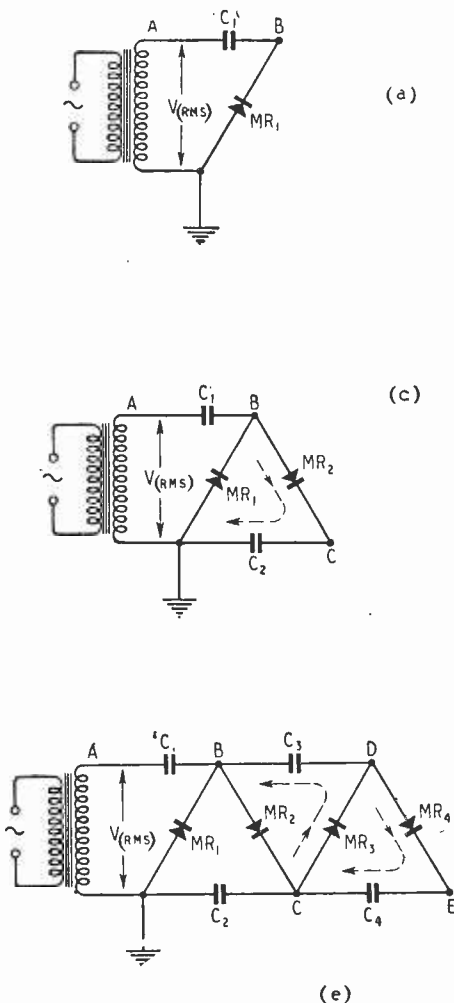 A C₁ B
(a)
~ V(RMS) MR₁
(c)
A C₁ B
~ V(RMS) MR₁ MR₂
C₂ C
A C₁ B C₃ D
~ V(RMS) MR₁ MR₂ MR₃ MR₄
C₂ C C₄ E
(e)